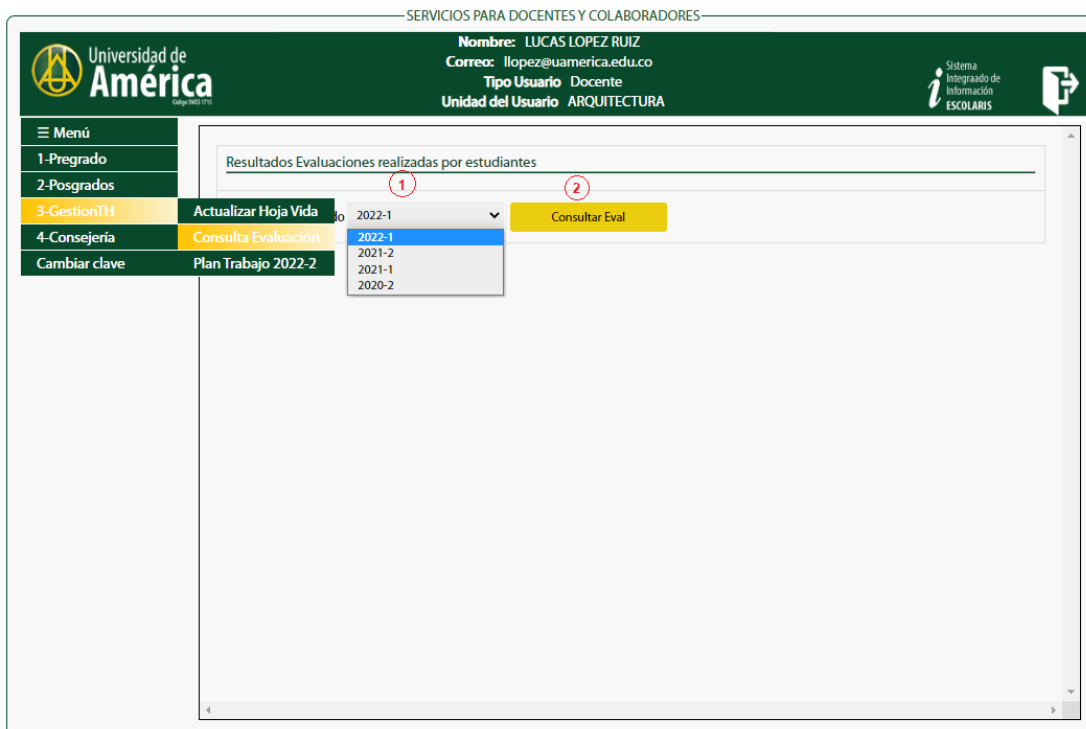 SERVICIOS PARA DOCENTES Y COLABORADORES
Universidad de
América
Código SNIES 1715
Nombre: LUCAS LOPEZ RUIZ
Correo: llopez@uamerica.edu.co
Tipo Usuario Docente
Unidad del Usuario ARQUITECTURA
Sistema
Integraado de
Información
ESCOLARIS
☰ Menú
1-Pregrado
2-Posgrados
3-GestionTH
4-Consejería
Cambiar clave
Actualizar Hoja Vida
Consulta Evaluación
Plan Trabajo 2022-2
Resultados Evaluaciones realizadas por estudiantes
1
2
do 2022-1
Consultar Eval
2022-1
2021-2
2021-1
2020-2